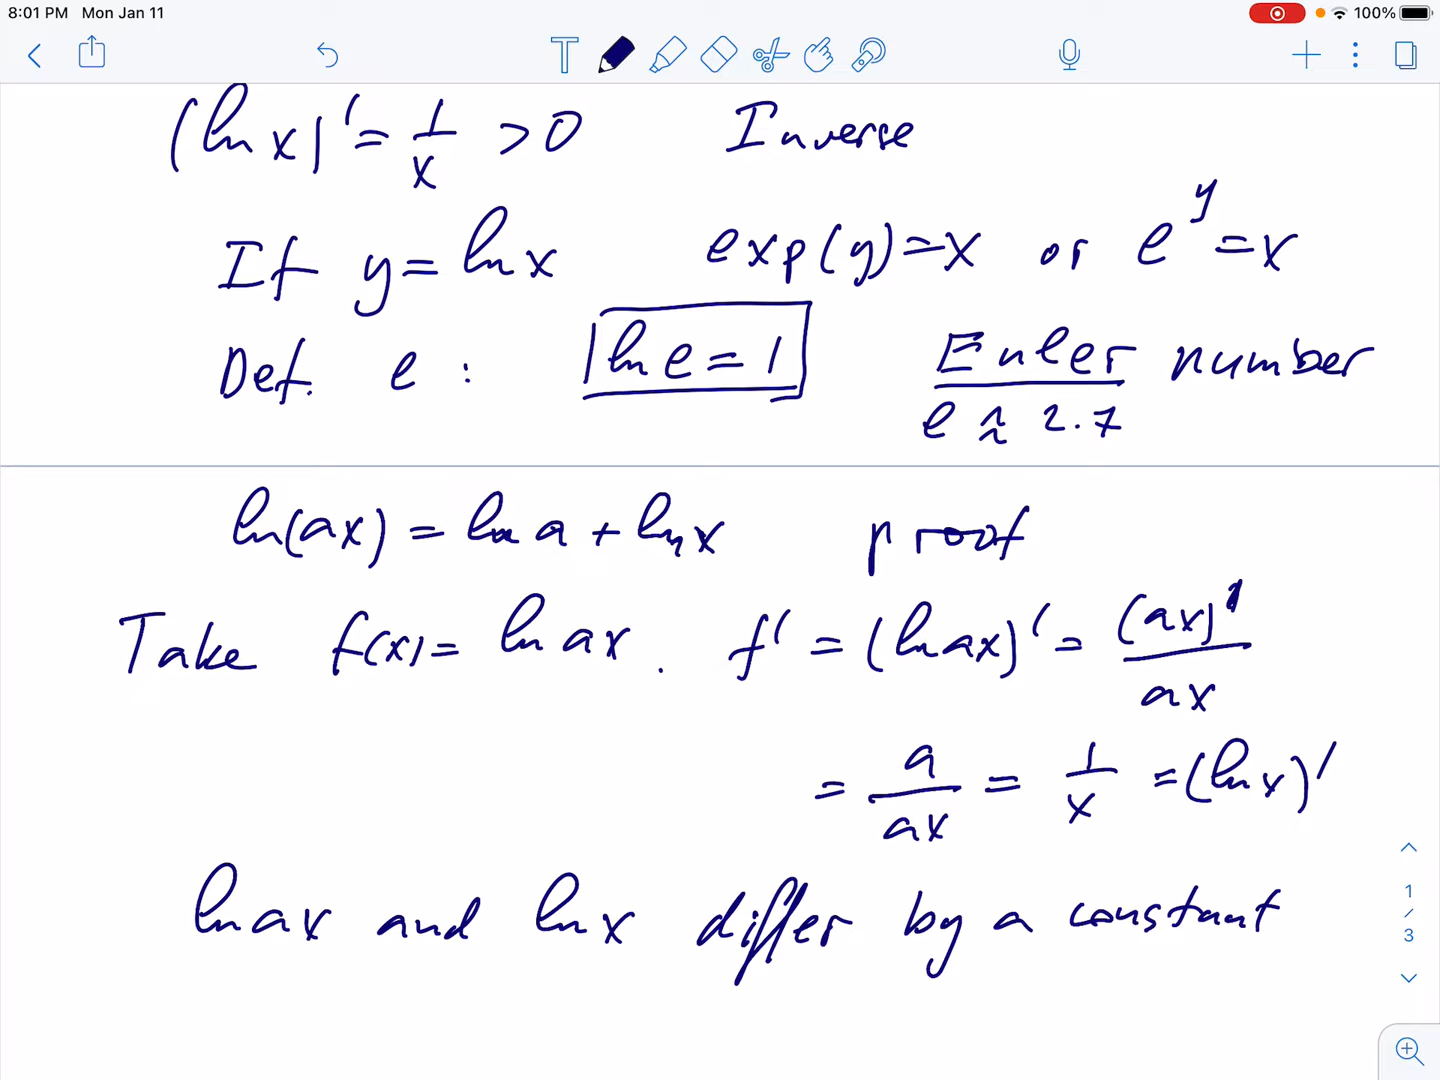 8:01 PM Mon Jan 11 100%
T
(ln x)' = 1/x > 0 Inverse
If y = ln x exp(y) = x or e^y = x
Def. e : ln e = 1 Euler number
e ≈ 2.7
ln(ax) = ln a + ln x proof
Take f(x) = ln ax . f' = (ln ax)' = (ax)'/ax
= a/ax = 1/x = (ln x)'
ln ax and ln x differ by a constant
1 / 3